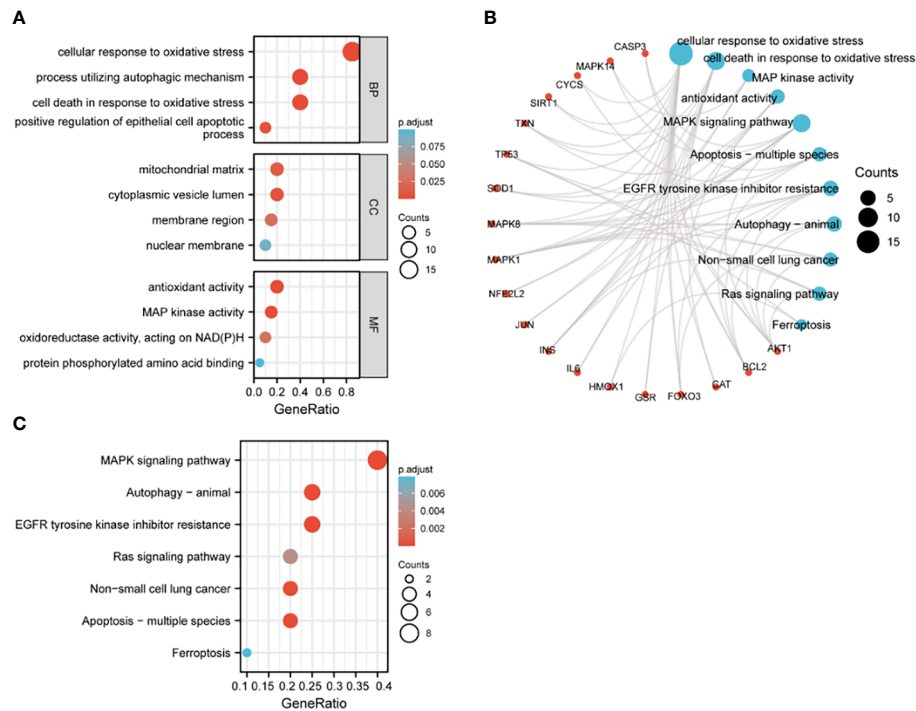 A
cellular response to oxidative stress
process utilizing autophagic mechanism
cell death in response to oxidative stress
positive regulation of epithelial cell apoptotic
process
BP
mitochondrial matrix
cytoplasmic vesicle lumen
membrane region
nuclear membrane
CC
antioxidant activity
MAP kinase activity
oxidoreductase activity, acting on NAD(P)H
protein phosphorylated amino acid binding
MF
0.0 0.2 0.4 0.6 0.8
GeneRatio
p.adjust
0.075
0.050
0.025
Counts
5
10
15
B
cellular response to oxidative stress
cell death in response to oxidative stress
MAP kinase activity
antioxidant activity
MAPK signaling pathway
Apoptosis − multiple species
EGFR tyrosine kinase inhibitor resistance
Autophagy − animal
Non−small cell lung cancer
Ras signaling pathway
Ferroptosis
AKT1
BCL2
CAT
FOXO3
GSR
HMOX1
IL6
INS
JUN
NFE2L2
MAPK1
MAPK8
SOD1
TP53
TXN
SIRT1
CYCS
MAPK14
CASP3
Counts
5
10
15
C
MAPK signaling pathway
Autophagy − animal
EGFR tyrosine kinase inhibitor resistance
Ras signaling pathway
Non−small cell lung cancer
Apoptosis − multiple species
Ferroptosis
0.1 0.15 0.2 0.25 0.3 0.35 0.4
GeneRatio
p.adjust
0.006
0.004
0.002
Counts
2
4
6
8